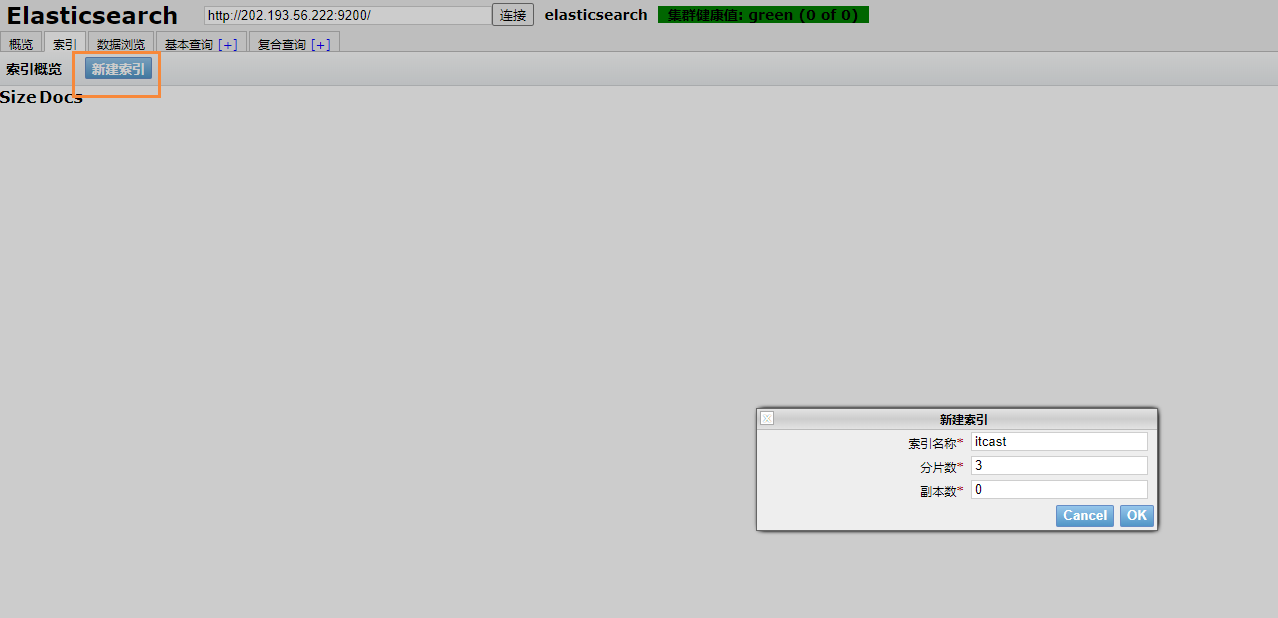 Elasticsearch http://202.193.56.222:9200/ 连接 elasticsearch 集群健康值: green (0 of 0)
概览 索引 数据浏览 基本查询 [+] 复合查询 [+]
索引概览 新建索引
Size Docs
新建索引
索引名称* itcast
分片数* 3
副本数* 0
Cancel OK